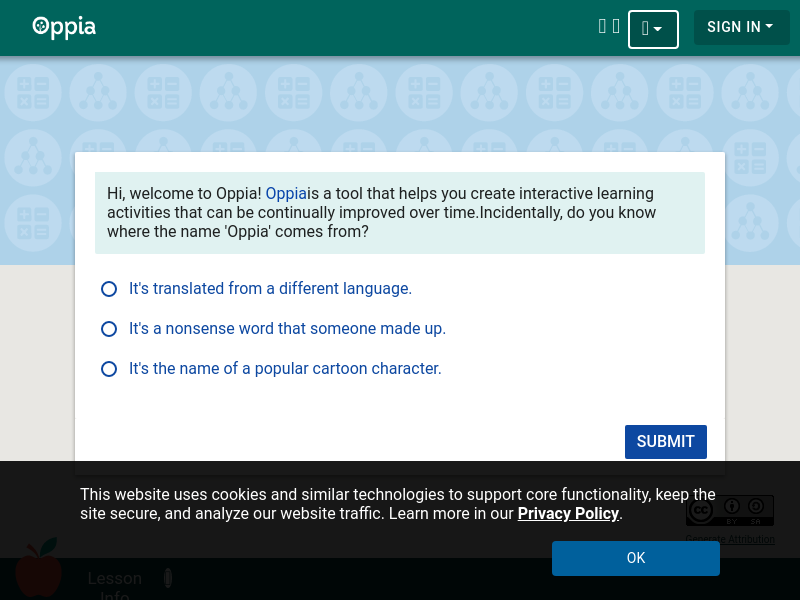 Oppia
SIGN IN
Hi, welcome to Oppia! Oppiais a tool that helps you create interactive learning
activities that can be continually improved over time.Incidentally, do you know
where the name 'Oppia' comes from?
It's translated from a different language.
It's a nonsense word that someone made up.
It's the name of a popular cartoon character.
SUBMIT
This website uses cookies and similar technologies to support core functionality, keep the
site secure, and analyze our website traffic. Learn more in our Privacy Policy.
cc
BY SA
Generate Attribution
OK
Lesson
Info